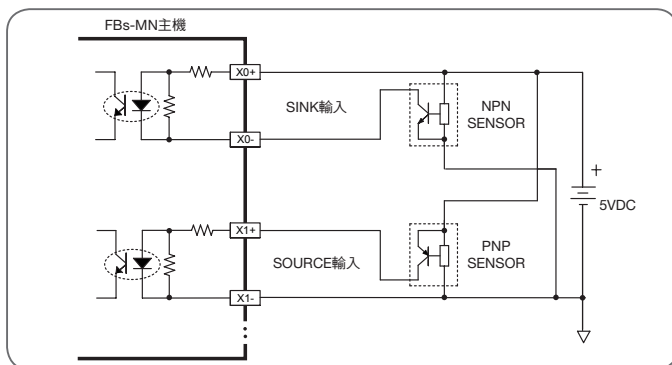 FBs-MN主機
X0+
SINK輸入
NPN
SENSOR
X0-
+
5VDC
X1+
SOURCE輸入
PNP
SENSOR
X1-